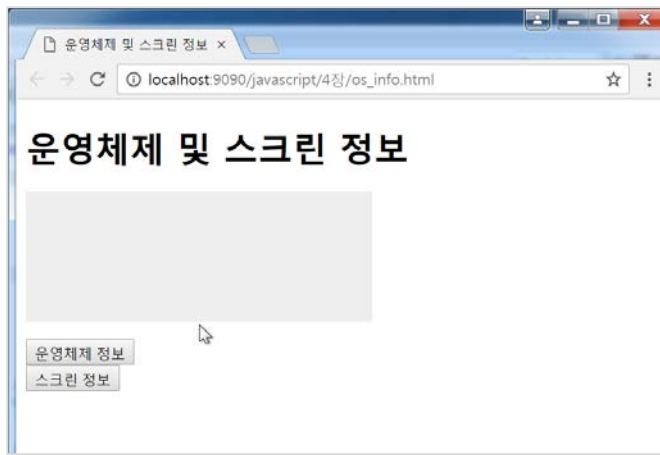 운영체제 및 스크린 정보
localhost:9090/javascript/4장/os_info.html
운영체제 및 스크린 정보
운영체제 정보
스크린 정보